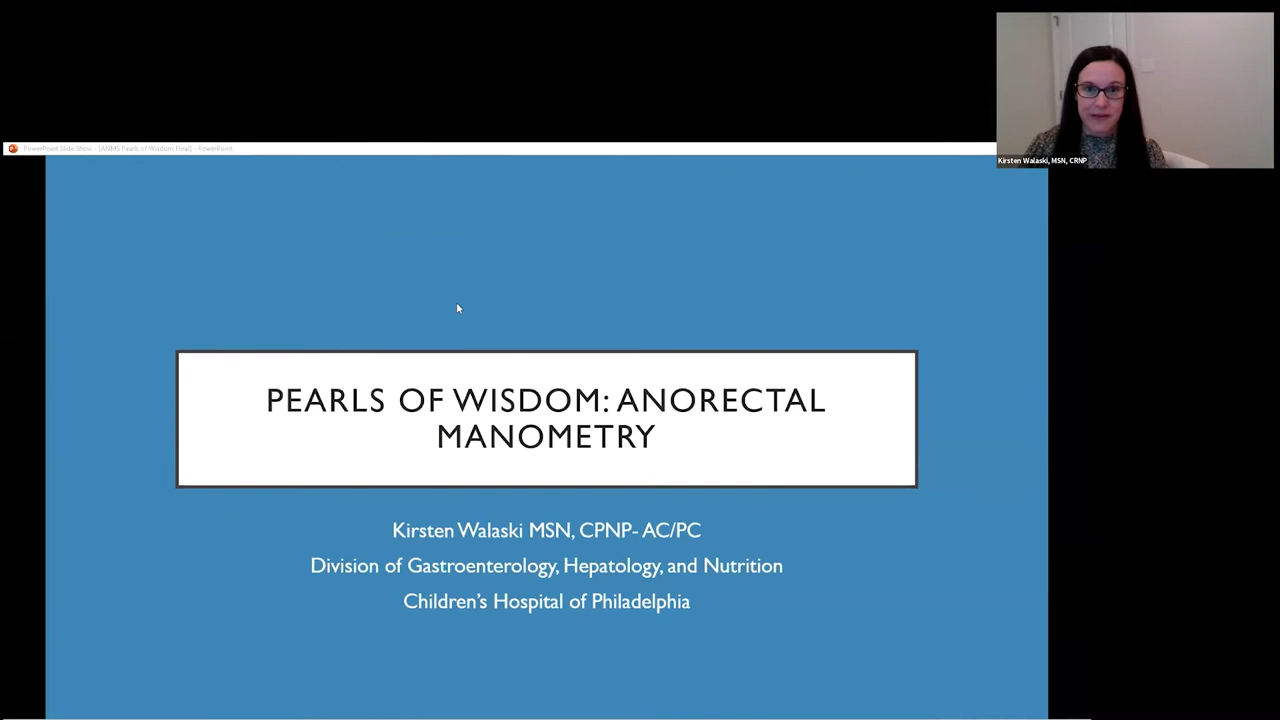 PowerPoint Slide Show - [ANMS Pearls of Wisdom Final] - PowerPoint
Kirsten Walaski, MSN, CRNP
PEARLS OF WISDOM: ANORECTAL
MANOMETRY
Kirsten Walaski MSN, CPNP- AC/PC
Division of Gastroenterology, Hepatology, and Nutrition
Children's Hospital of Philadelphia